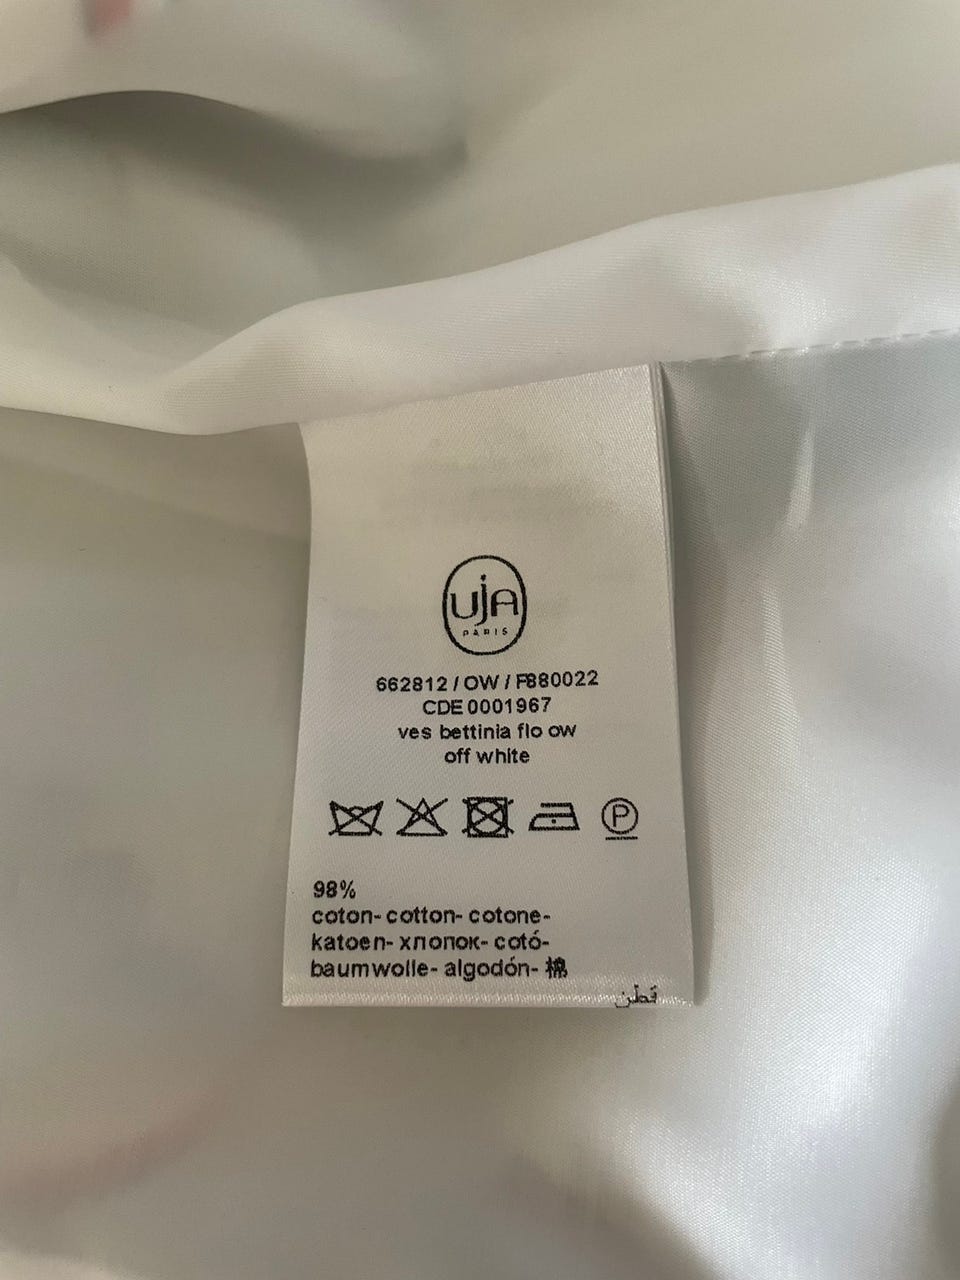 uja
PARIS
662812 / OW / F880022
CDE 0001967
ves bettinia flo ow
off white
P
98%
coton- cotton- cotone-
katoen- хлопок- cotó-
baumwolle- algodón- 棉
قطن